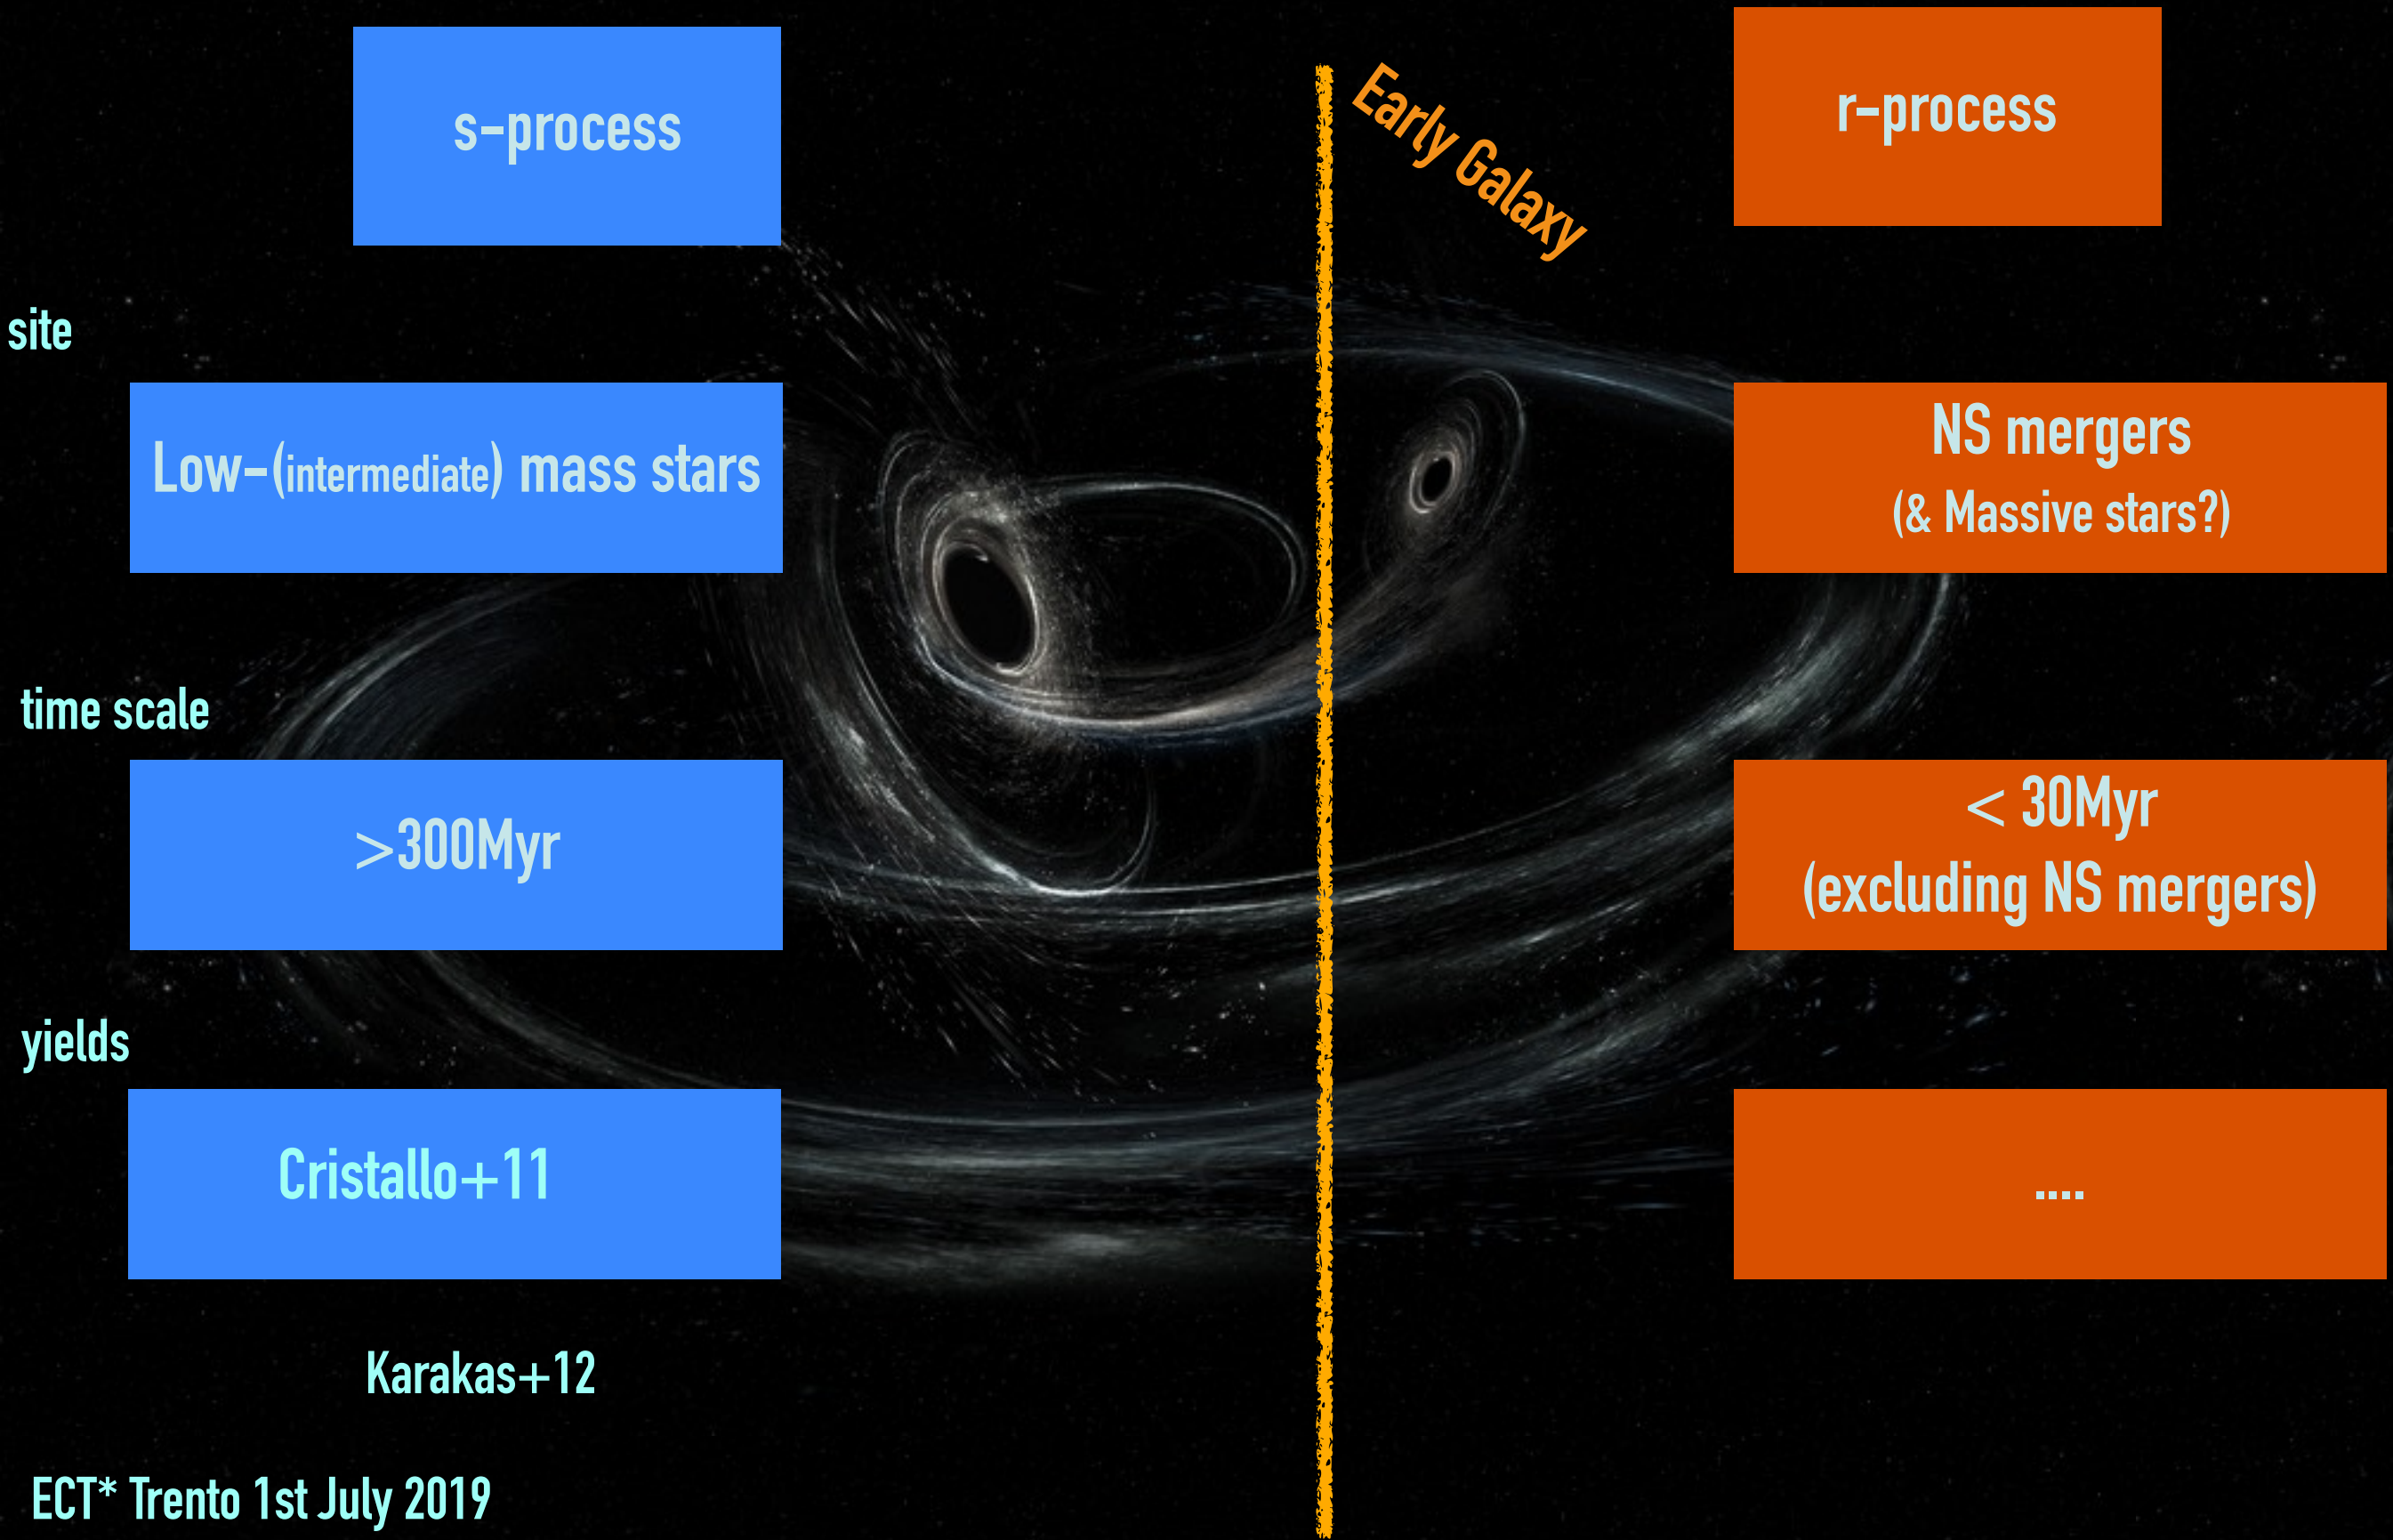 s-process
Early Galaxy
r-process
site
Low-(intermediate) mass stars
NS mergers
(& Massive stars?)
time scale
>300Myr
< 30Myr
(excluding NS mergers)
yields
Cristallo+11
....
Karakas+12
ECT* Trento 1st July 2019